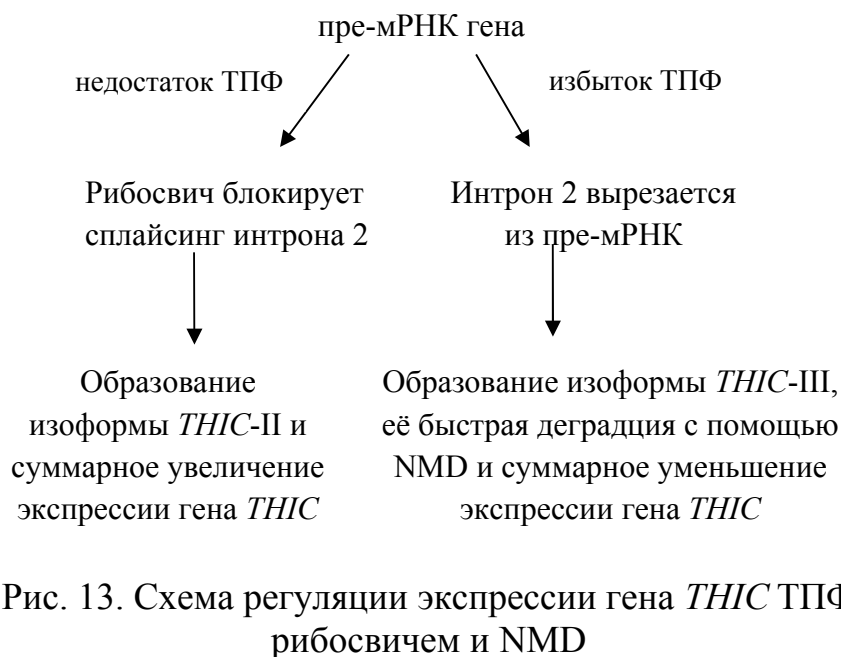 пре-мРНК гена
недостаток ТПФ
избыток ТПФ
Рибосвич блокирует
сплайсинг интрона 2
Интрон 2 вырезается
из пре-мРНК
Образование
изоформы THIC-II и
суммарное увеличение
экспрессии гена THIC
Образование изоформы THIC-III,
её быстрая деградция с помощью
NMD и суммарное уменьшение
экспрессии гена THIC
Рис. 13. Схема регуляции экспрессии гена THIC ТПФ
рибосвичем и NMD